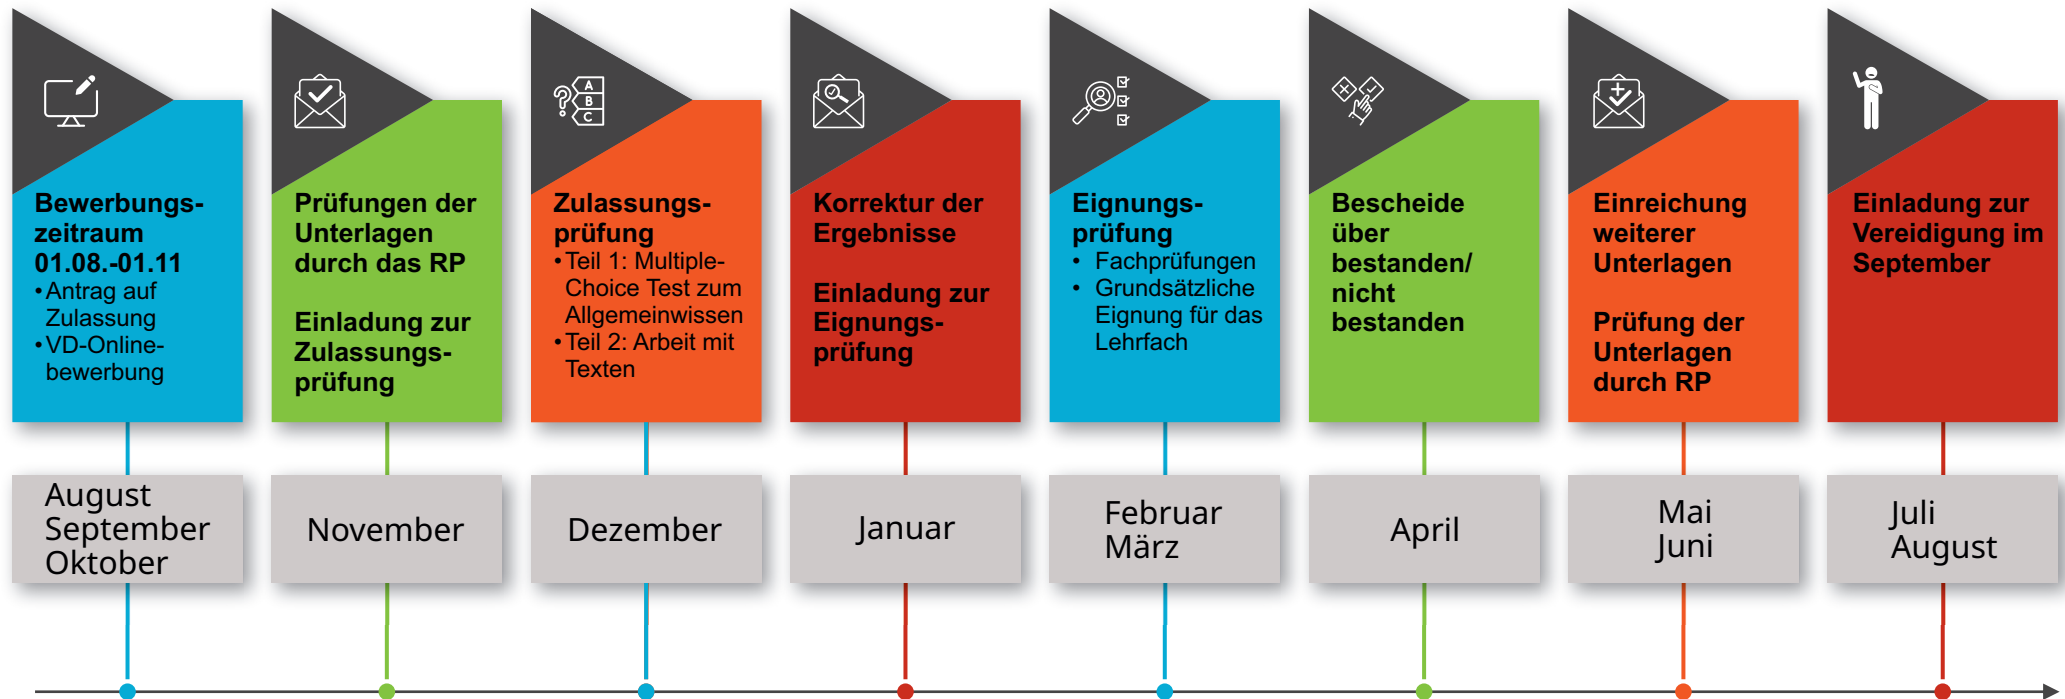 A
B
C
Bewerbungs-
zeitraum
01.08.-01.11
•Antrag auf
Zulassung
•VD-Online-
bewerbung
Prüfungen der
Unterlagen
durch das RP
Einladung zur
Zulassungs-
prüfung
Zulassungs-
prüfung
•Teil 1: Multiple-
Choice Test zum
Allgemeinwissen
•Teil 2: Arbeit mit
Texten
Korrektur der
Ergebnisse
Einladung zur
Eignungs-
prüfung
Eignungs-
prüfung
• Fachprüfungen
• Grundsätzliche
Eignung für das
Lehrfach
Bescheide
über
bestanden/
nicht
bestanden
Einreichung
weiterer
Unterlagen
Prüfung der
Unterlagen
durch RP
Einladung zur
Vereidigung im
September
August
September
Oktober
November
Dezember
Januar
Februar
März
April
Mai
Juni
Juli
August